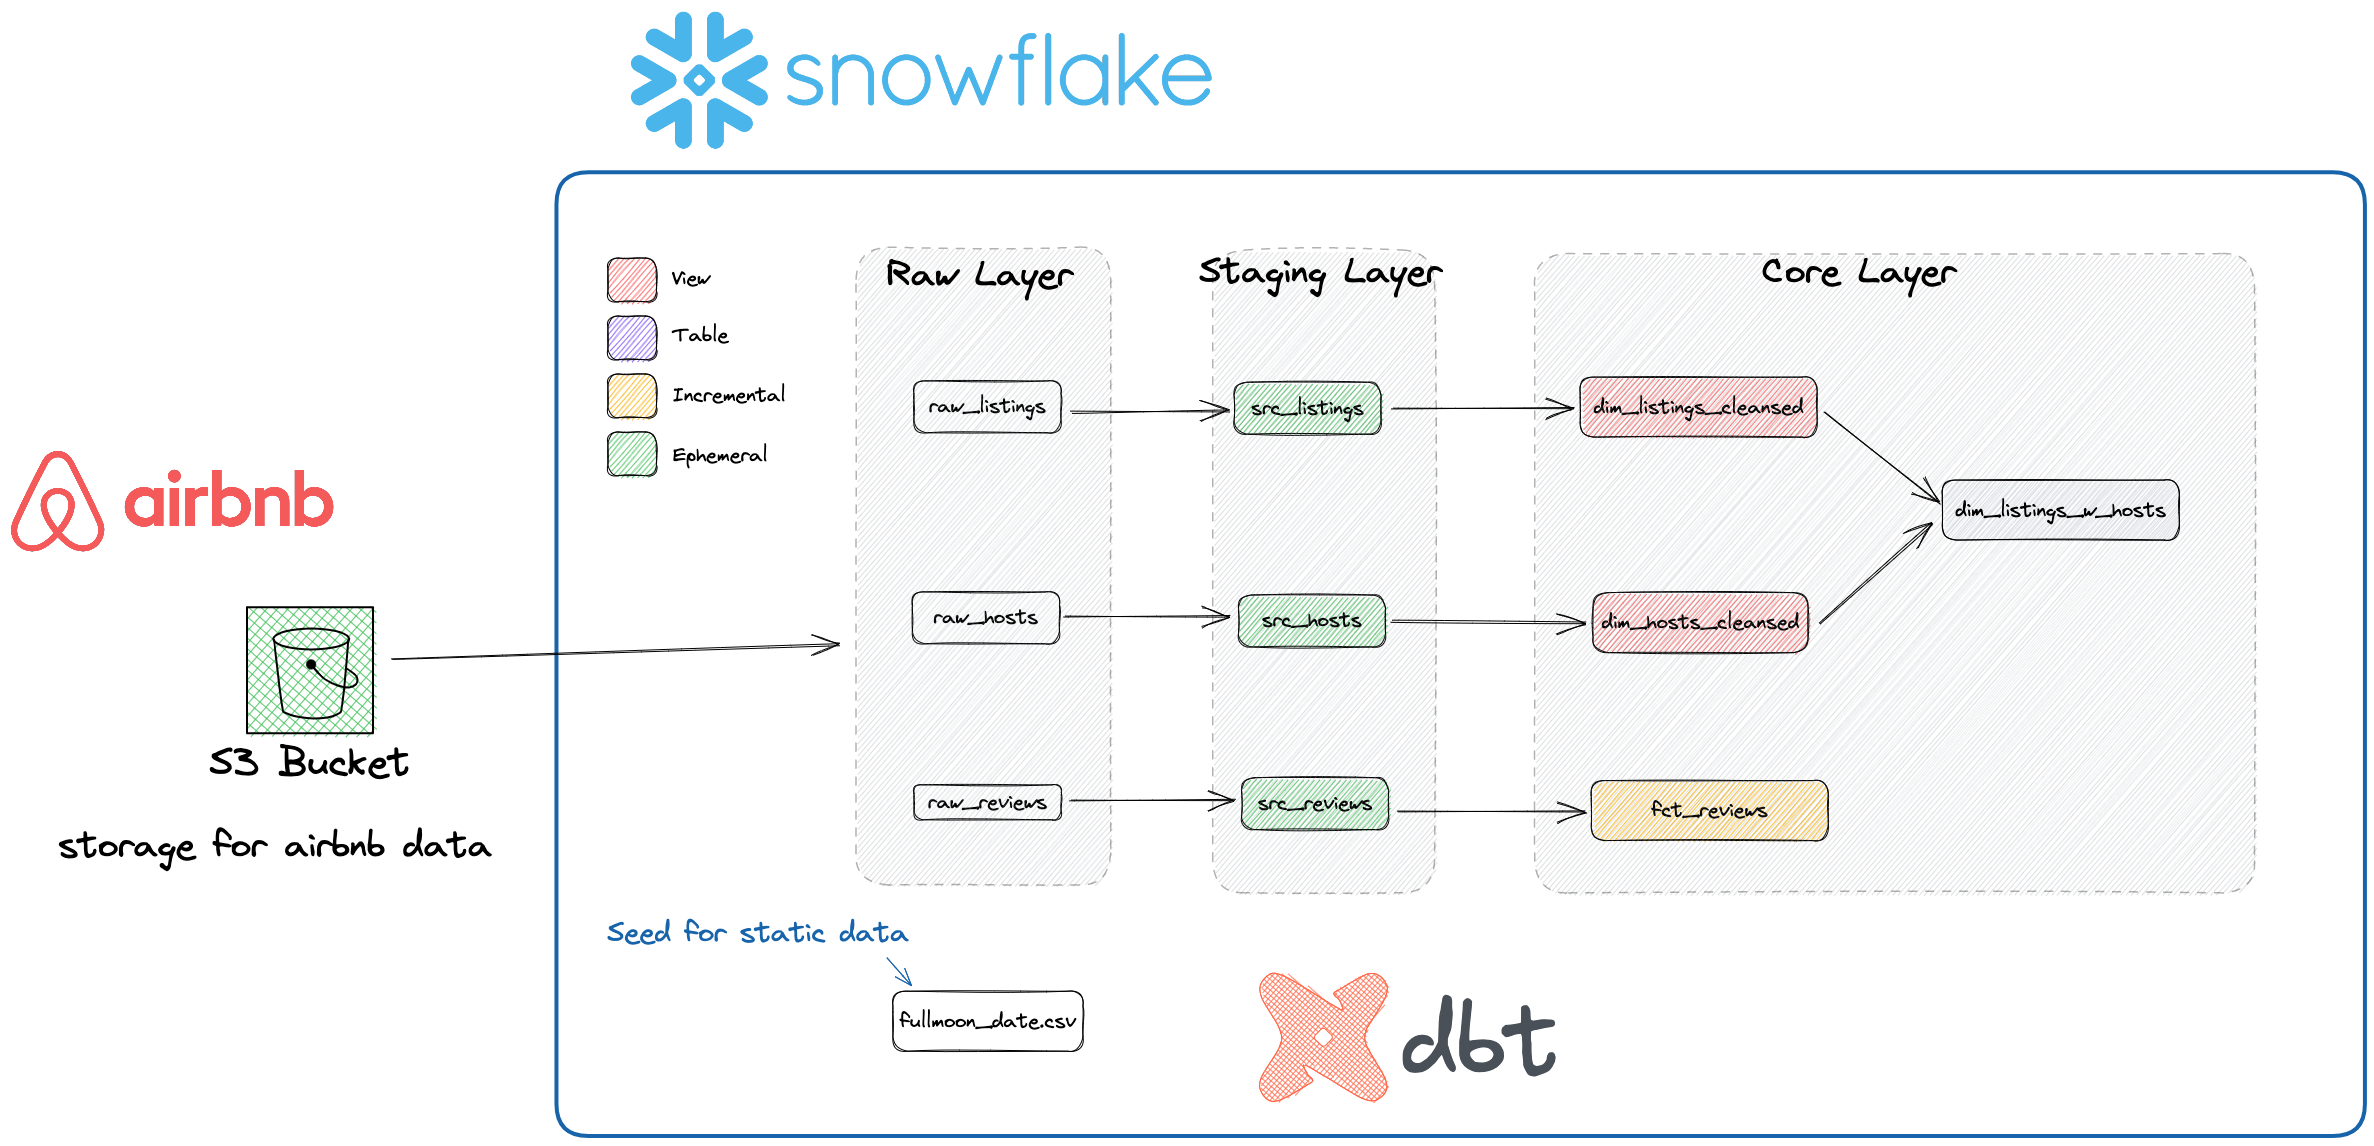 snowflake
View
Table
Incremental
Ephemeral
Raw Layer
Staging Layer
Core Layer
raw_listings
src_listings
dim_listings_cleansed
dim_listings_w_hosts
raw_hosts
src_hosts
dim_hosts_cleansed
raw_reviews
src_reviews
fct_reviews
airbnb
S3 Bucket
storage for airbnb data
Seed for static data
fullmoon_date.csv
dbt